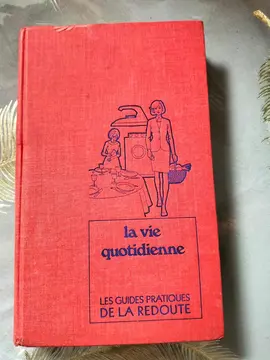 la vie
quotidienne
LES GUIDES PRATIQUES
DE LA REDOUTE